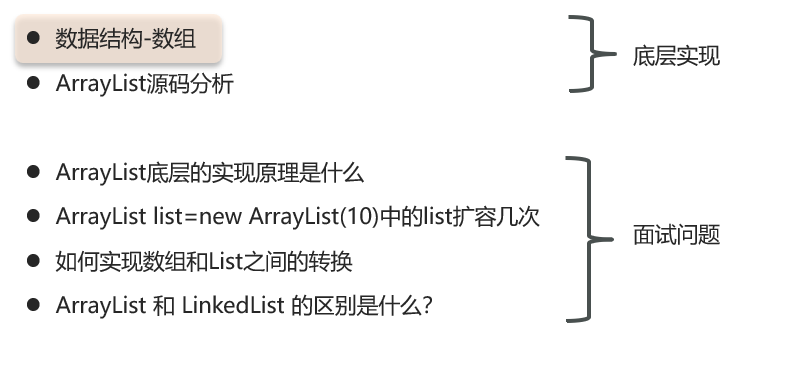 数据结构-数组
ArrayList源码分析
底层实现
ArrayList底层的实现原理是什么
ArrayList list=new ArrayList(10)中的list扩容几次
如何实现数组和List之间的转换
ArrayList 和 LinkedList 的区别是什么?
面试问题